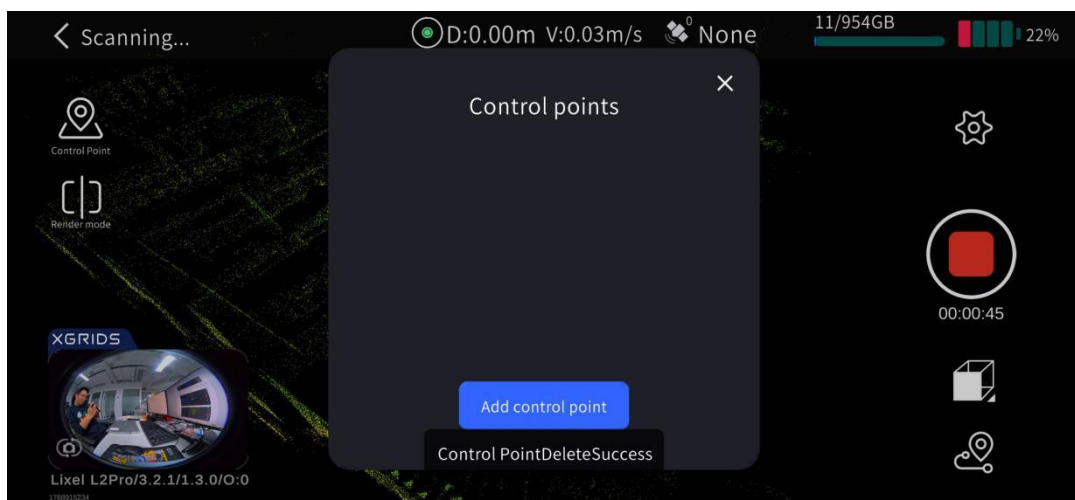 Scanning...
D:0.00m V:0.03m/s
0
None
11/954GB
22%
Control Point
Render mode
Control points
Add control point
Control PointDeleteSuccess
00:00:45
XGRIDS
Lixel L2Pro/3.2.1/1.3.0/O:0